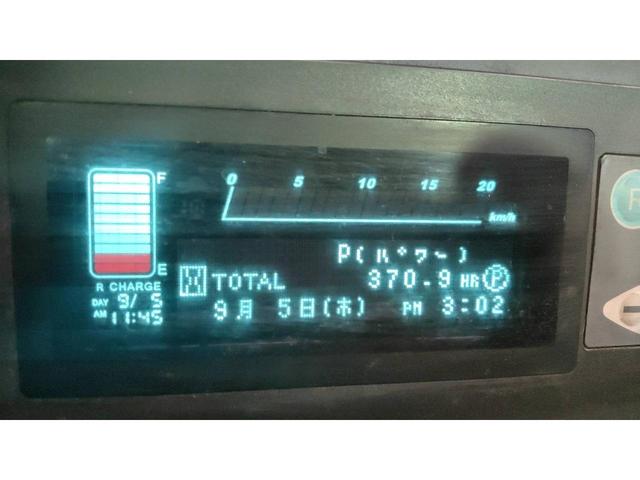 F
E
R CHARGE
DAY 9/ 5
AM 11:45
0 5 10 15 20
km/h
P(ﾊﾟﾜｰ)
TOTAL 370.9 HR Ⓟ
9月 5日(木) PM 3:02